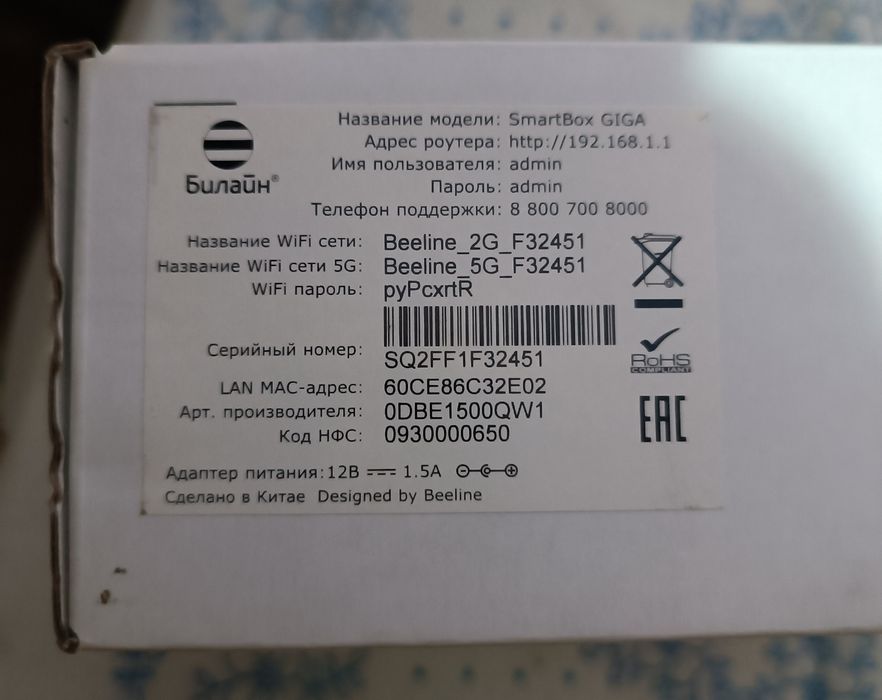 Билайн®
Название модели: SmartBox GIGA
Адрес роутера: http://192.168.1.1
Имя пользователя: admin
Пароль: admin
Телефон поддержки: 8 800 700 8000
Название WiFi сети: Beeline_2G_F32451
Название WiFi сети 5G: Beeline_5G_F32451
WiFi пароль: pyPcxrtR
Серийный номер: SQ2FF1F32451
LAN MAC-адрес: 60CE86C32E02
Арт. производителя: 0DBE1500QW1
Код НФС: 0930000650
Адаптер питания: 12В 1.5А
Сделано в Китае Designed by Beeline
RoHS
COMPLIANT
EAC